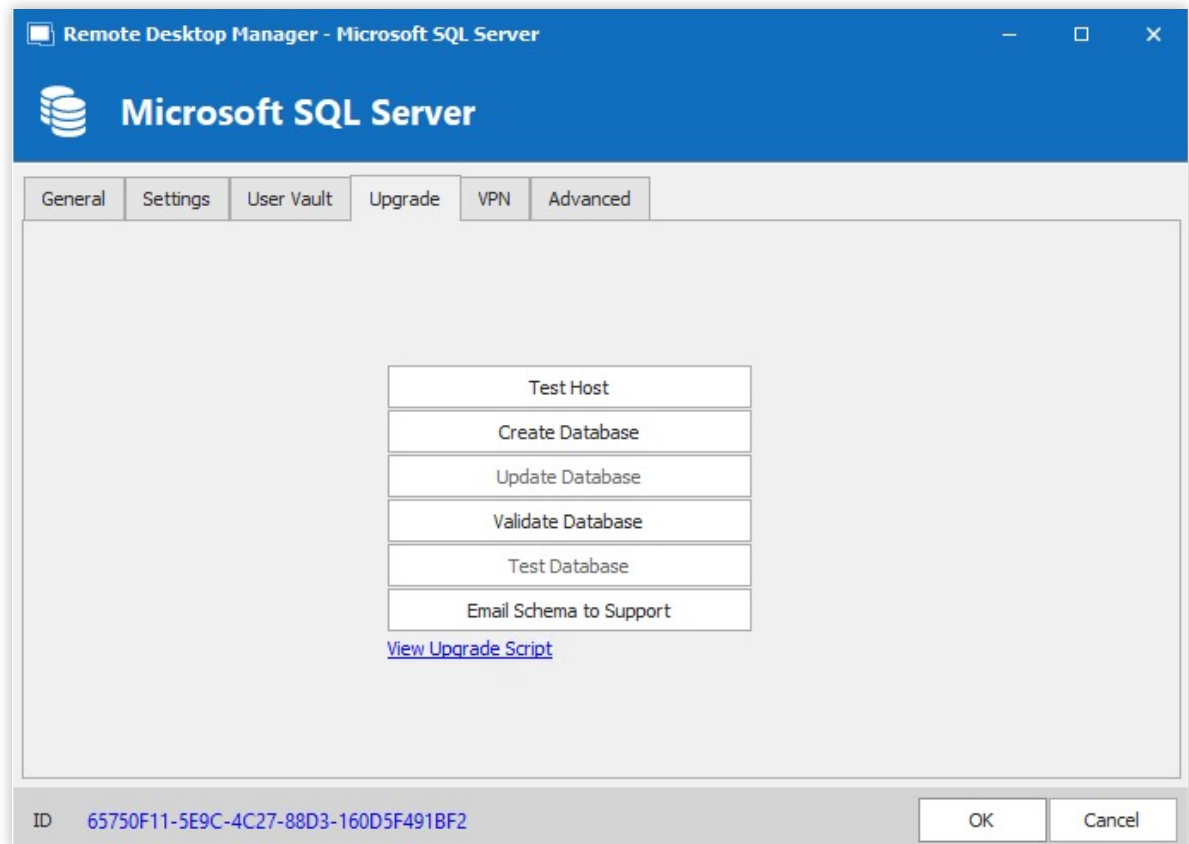 Remote Desktop Manager - Microsoft SQL Server
Microsoft SQL Server
General Settings User Vault Upgrade VPN Advanced
Test Host
Create Database
Update Database
Validate Database
Test Database
Email Schema to Support
View Upgrade Script
ID 65750F11-5E9C-4C27-88D3-160D5F491BF2 OK Cancel